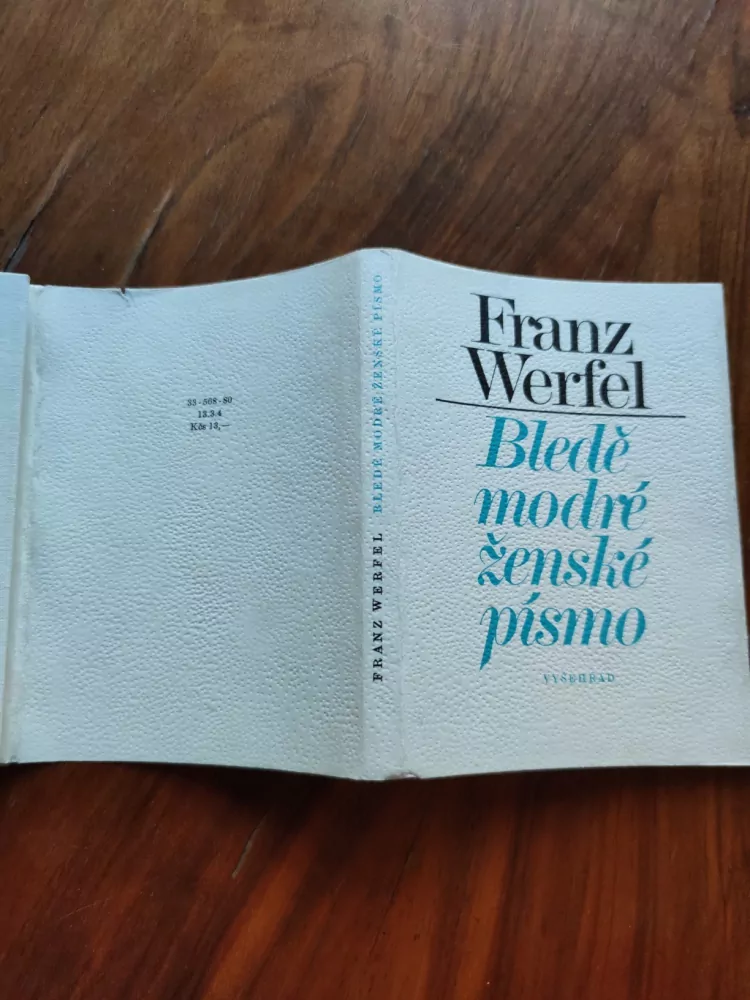 33-568-80
13.3.4
Kčs 13,—
FRANZ WERFEL BLEDĚ MODRÉ ŽENSKÉ PÍSMO
Franz
Werfel
Bledě
modré
ženské
písmo
VYŠEHRAD